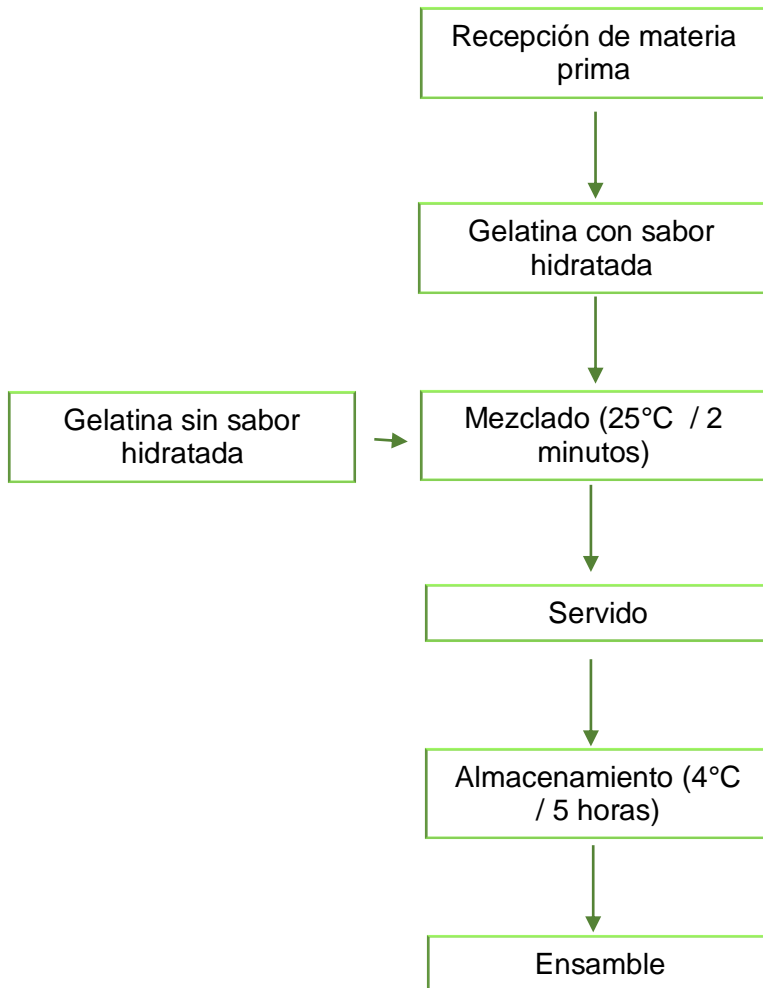 Recepción de materia
prima
Gelatina con sabor
hidratada
Gelatina sin sabor
hidratada
Mezclado (25°C / 2
minutos)
Servido
Almacenamiento (4°C
/ 5 horas)
Ensamble